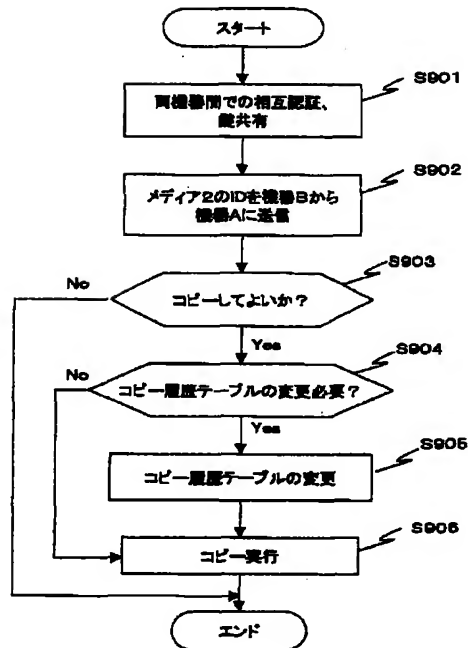 スタート
S901
両機器間での相互認証、
鍵共有
S902
メディア2のIDを機器Bから
機器Aに送信
S903
No
コピーしてよいか？
Yes
S904
No
コピー履歴テーブルの変更必要？
Yes
S905
コピー履歴テーブルの変更
S906
コピー実行
エンド